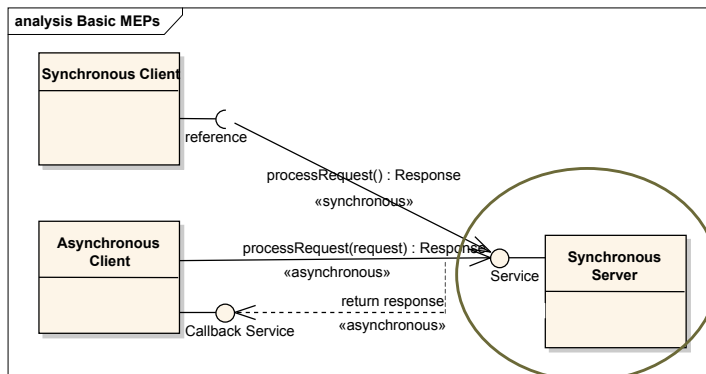 analysis Basic MEPs
Synchronous Client
reference
processRequest() : Response
«synchronous»
Asynchronous
Client
processRequest(request) : Response
«asynchronous»
Service
Synchronous
Server
return response
«asynchronous»
Callback Service